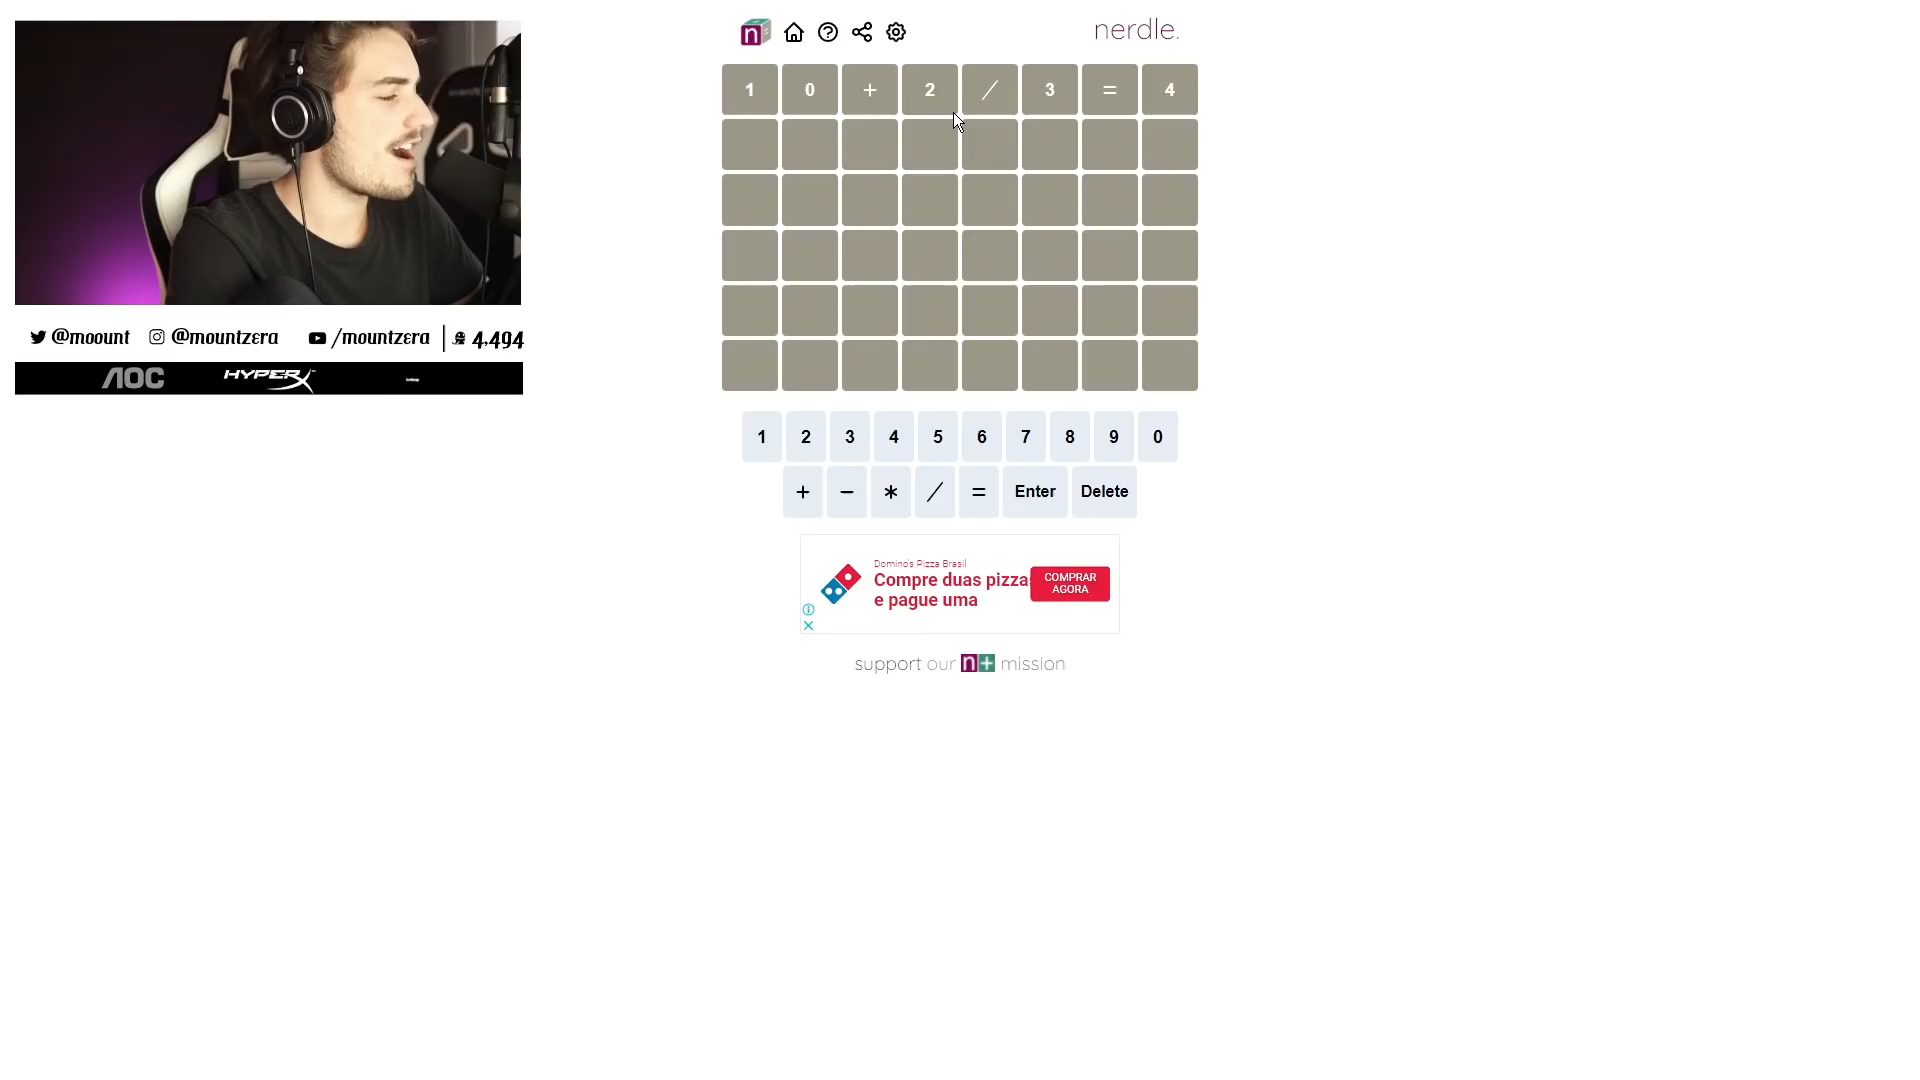 n
nerdle.
1 0 + 2 / 3 = 4
@moount @mountzera /mountzera | 4,494
AOC HYPERX
1 2 3 4 5 6 7 8 9 0
+ - * / = Enter Delete
Domino's Pizza Brasil
Compre duas pizzas
e pague uma
COMPRAR
AGORA
support our n+ mission